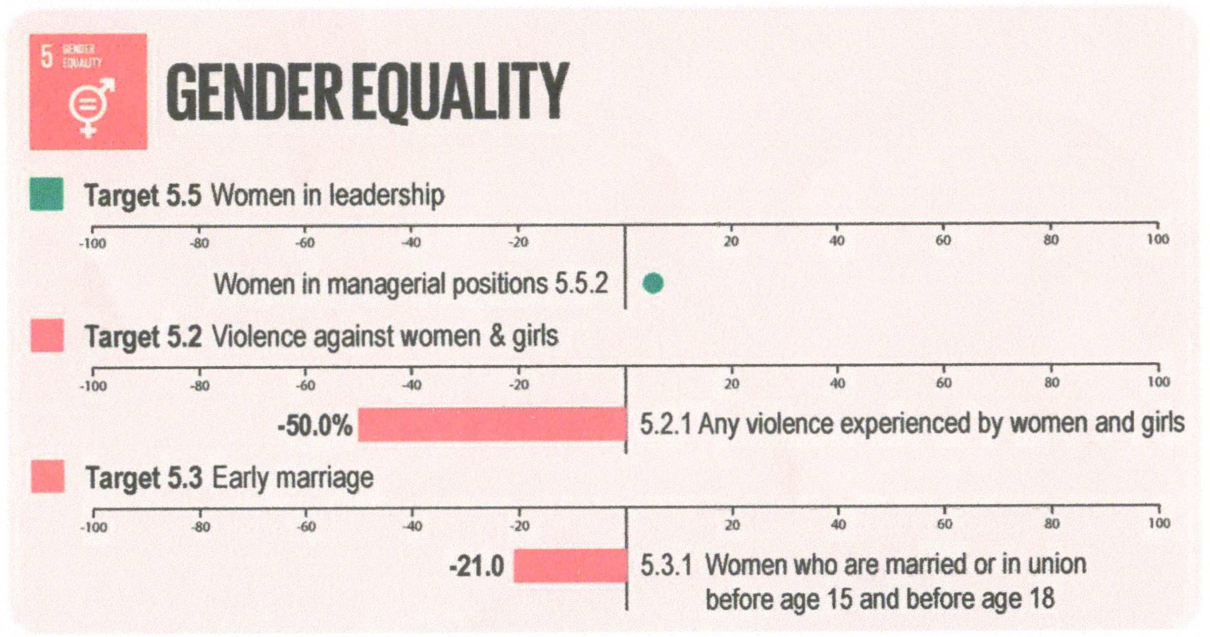 5 GENDER
EQUALITY
GENDER EQUALITY
Target 5.5 Women in leadership
-100 -80 -60 -40 -20 20 40 60 80 100
Women in managerial positions 5.5.2
Target 5.2 Violence against women & girls
-100 -80 -60 -40 -20 20 40 60 80 100
-50.0% 5.2.1 Any violence experienced by women and girls
Target 5.3 Early marriage
-100 -80 -60 -40 -20 20 40 60 80 100
-21.0 5.3.1 Women who are married or in union
before age 15 and before age 18